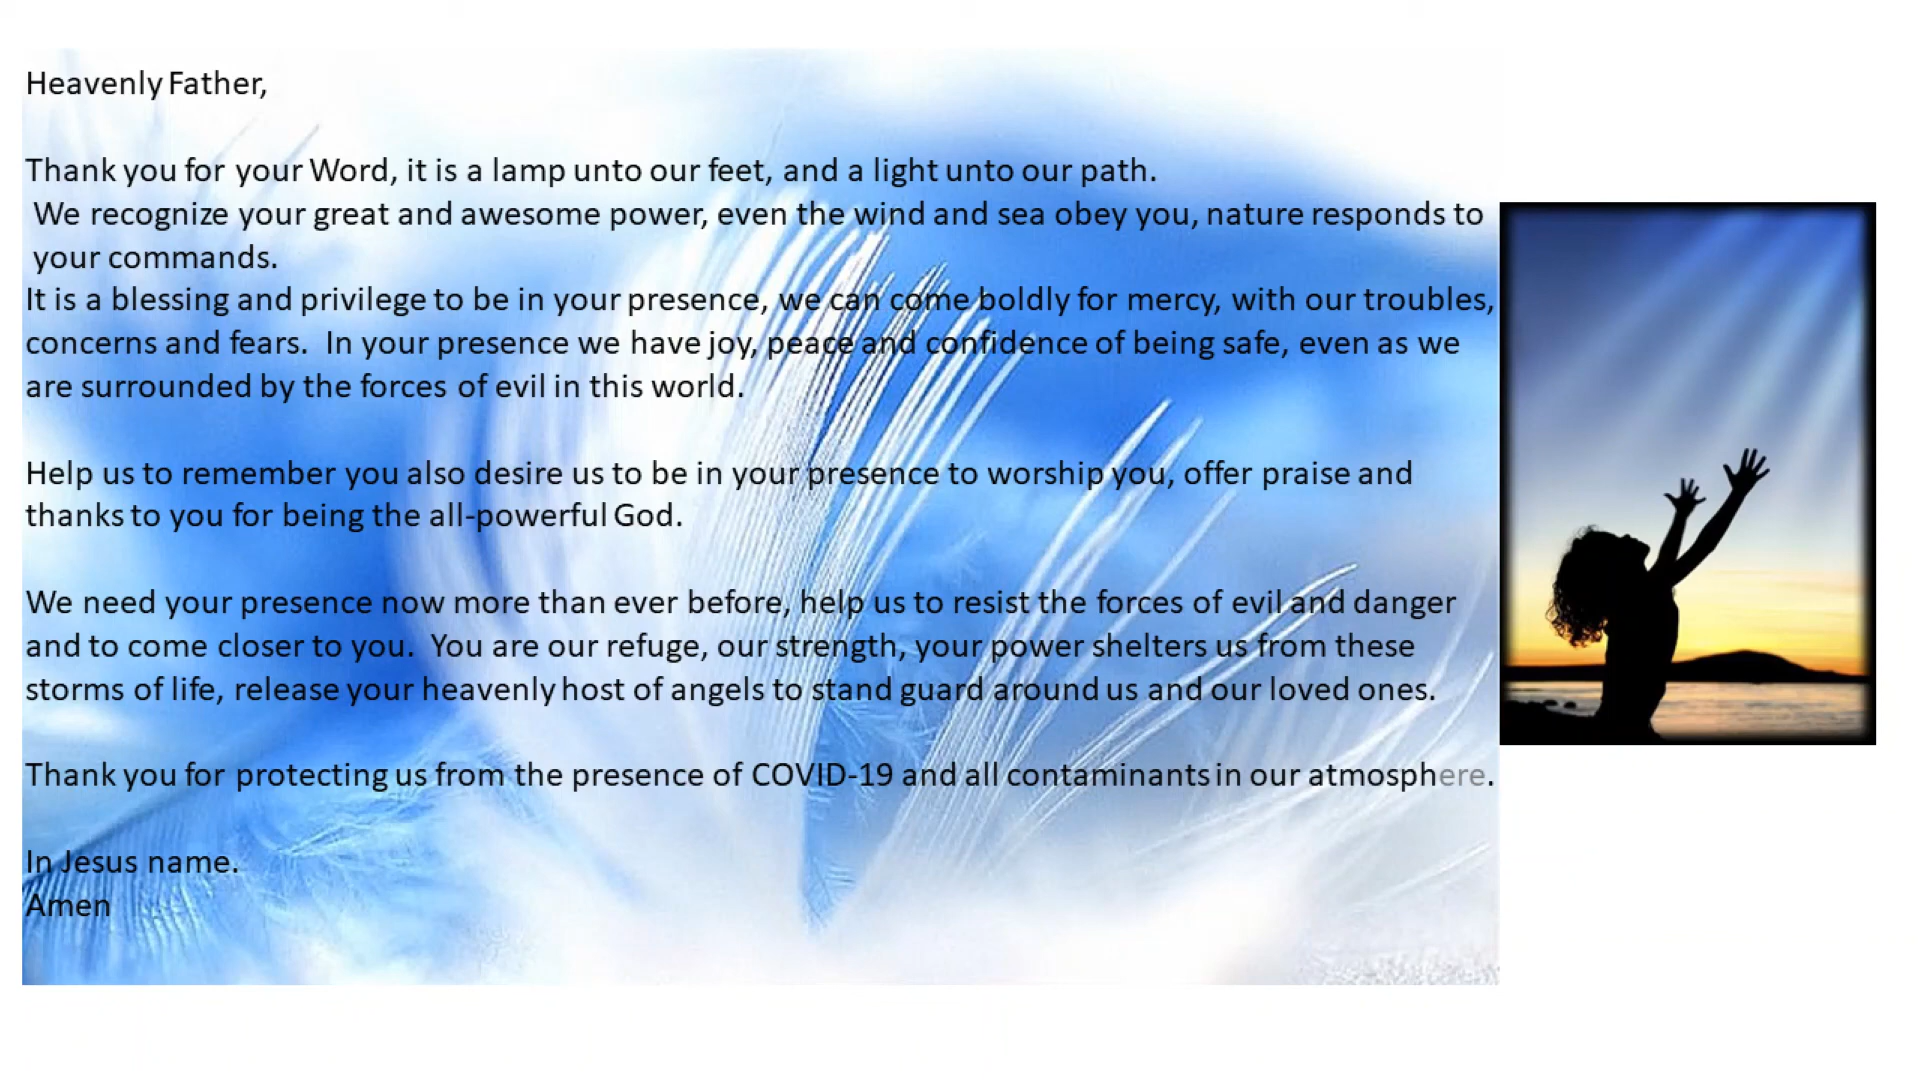 Heavenly Father,
Thank you for your Word, it is a lamp unto our feet, and a light unto our path.
We recognize your great and awesome power, even the wind and sea obey you, nature responds to
your commands.
It is a blessing and privilege to be in your presence, we can come boldly for mercy, with our troubles,
concerns and fears.  In your presence we have joy, peace and confidence of being safe, even as we
are surrounded by the forces of evil in this world.
Help us to remember you also desire us to be in your presence to worship you, offer praise and
thanks to you for being the all-powerful God.
We need your presence now more than ever before, help us to resist the forces of evil and danger
and to come closer to you.  You are our refuge, our strength, your power shelters us from these
storms of life, release your heavenly host of angels to stand guard around us and our loved ones.
Thank you for protecting us from the presence of COVID-19 and all contaminants in our atmosphere.
In Jesus name.
Amen